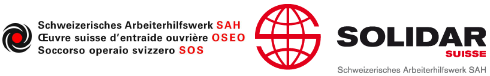 Schweizerisches Arbeiterhilfswerk SAH
Œuvre suisse d'entraide ouvrière OSEO
Soccorso operaio svizzero SOS
SOLIDAR
SUISSE
Schweizerisches Arbeiterhilfswerk SAH